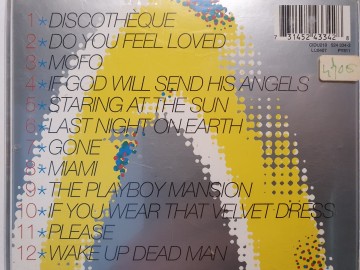 1*DISCOTHÈQUE
2*DO YOU FEEL LOVED
3*MOFO
4*IF GOD WILL SEND HIS ANGELS
5*STARING AT THE SUN
6*LAST NIGHT ON EARTH
7*GONE
8*MIAMI
9*THE PLAYBOY MANSION
10*IF YOU WEAR THAT VELVET DRESS
11*PLEASE
12*WAKE UP DEAD MAN
7 31452 43342 8